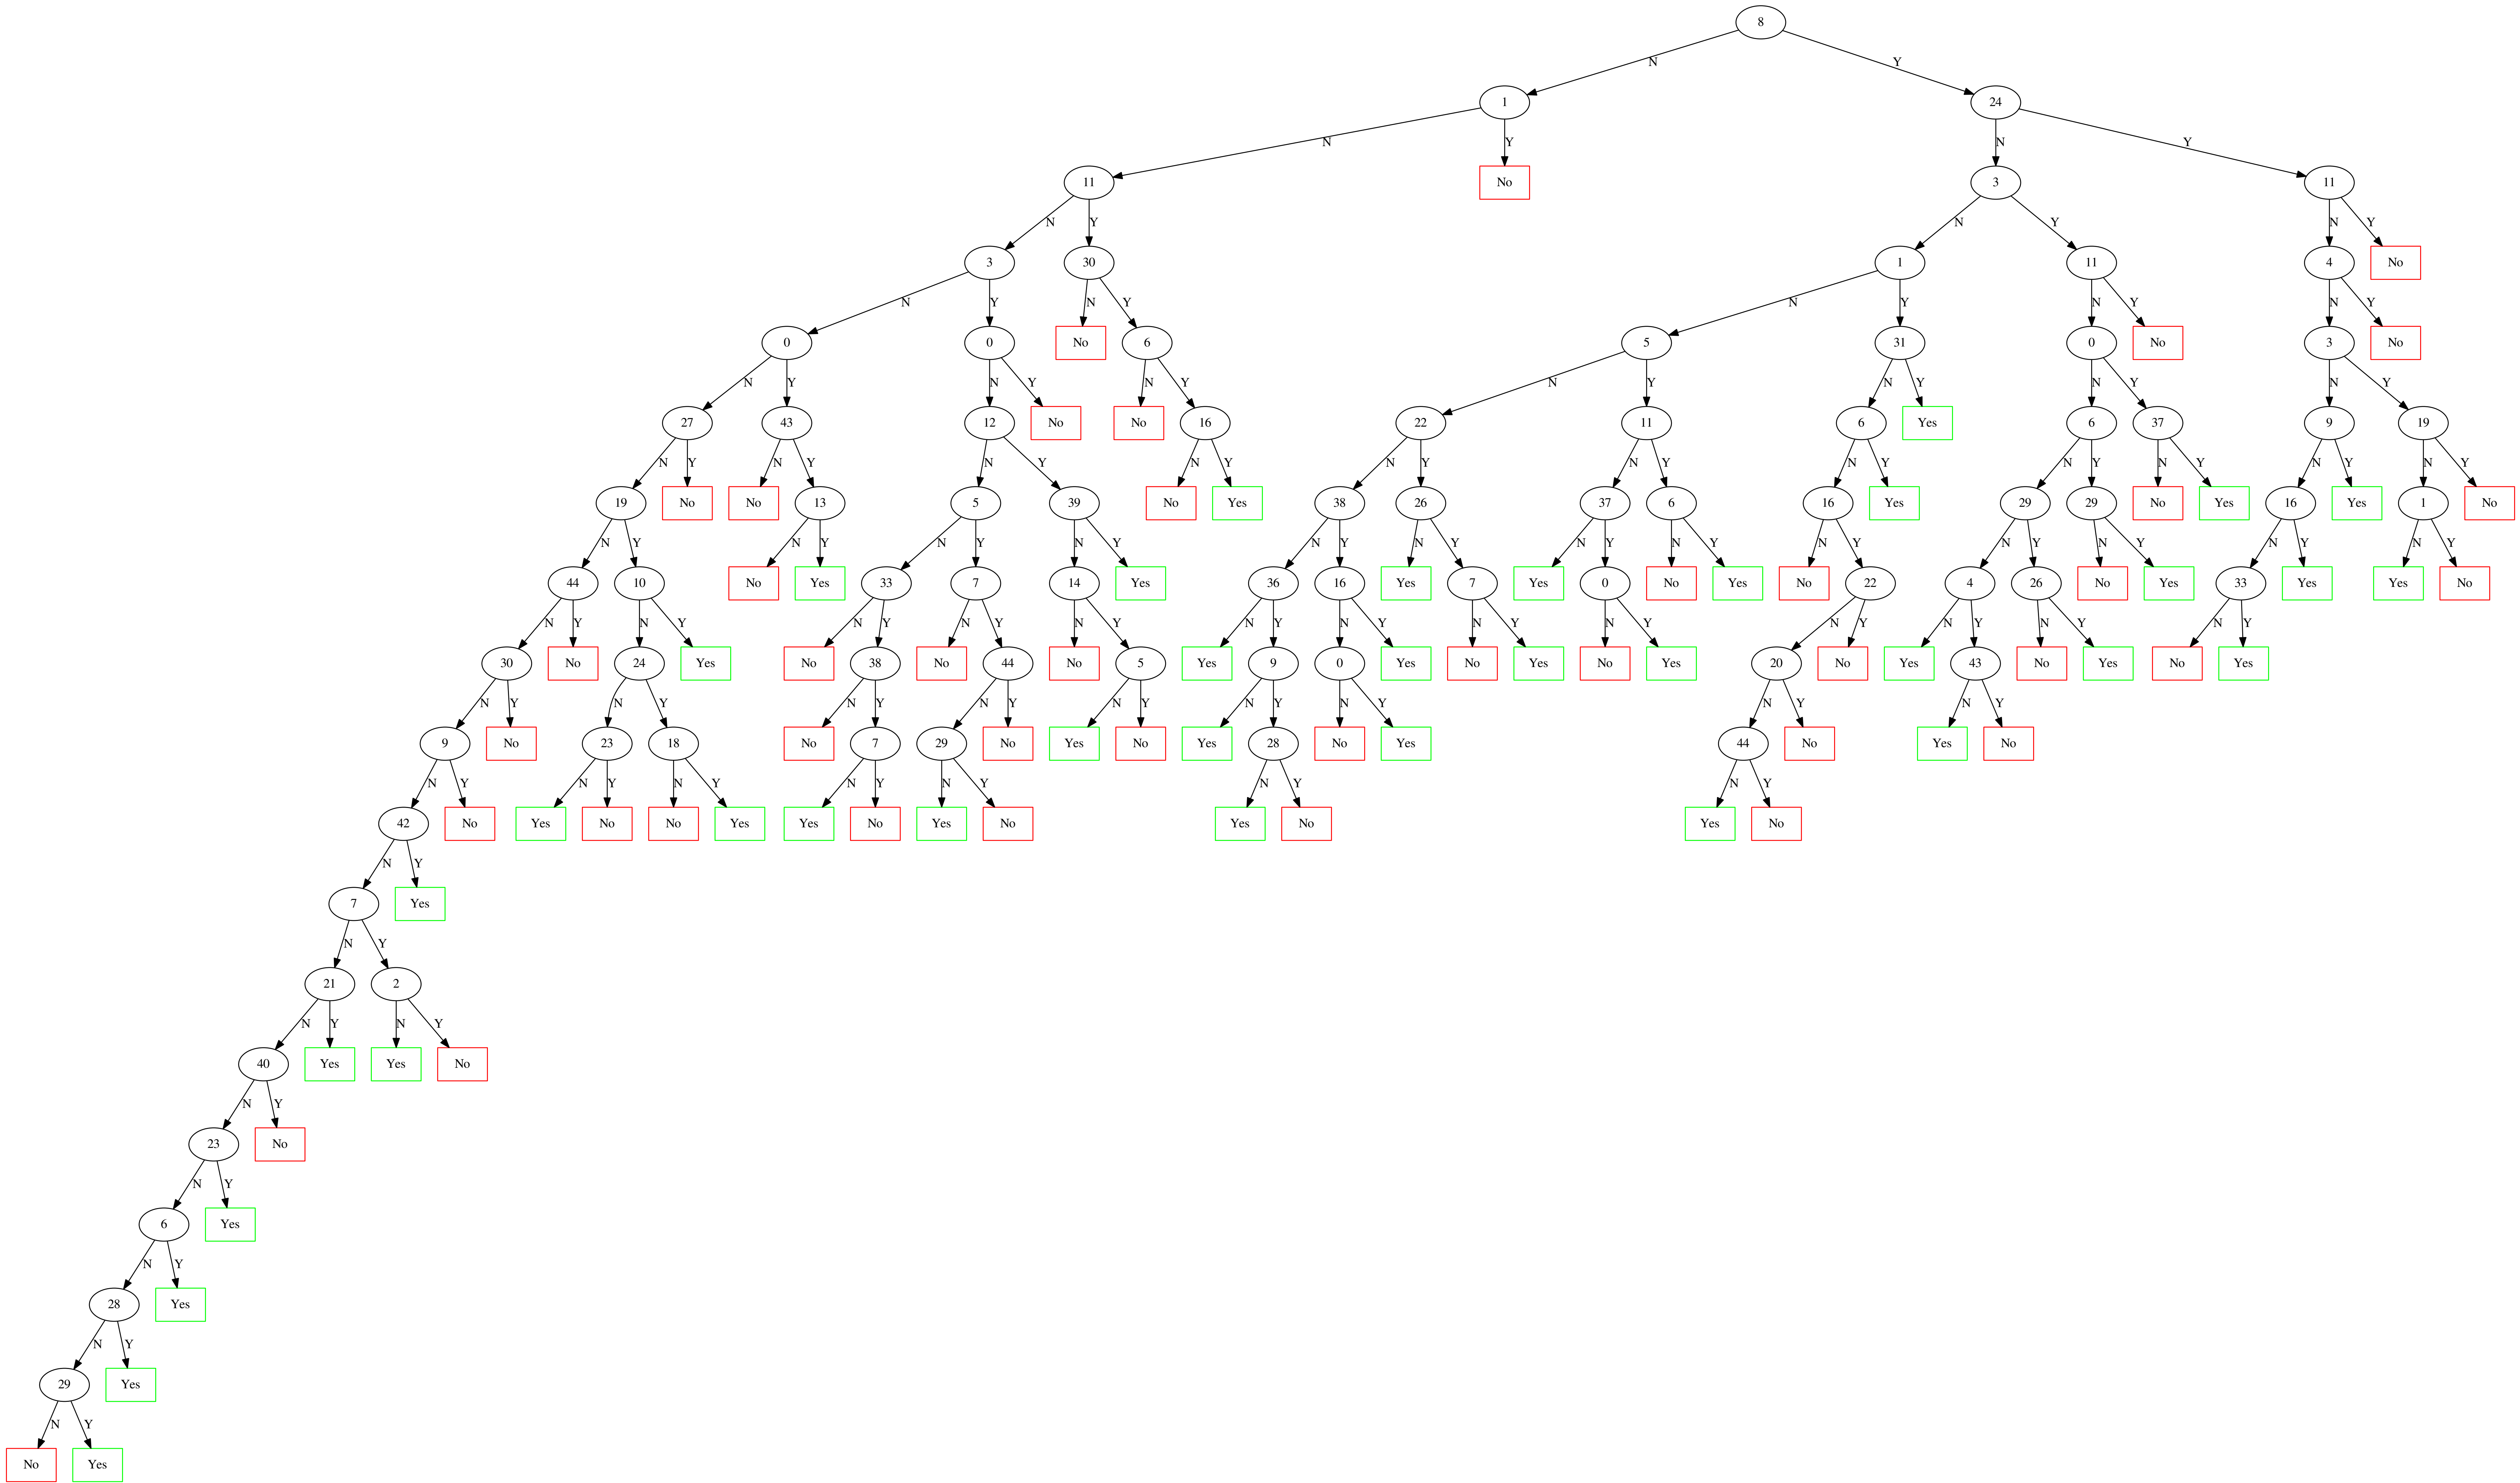 8
N Y
1 24
N Y N Y
11 No 3 11
N Y N Y N Y
3 30 1 11 4 No
N Y N Y N Y N Y N Y
0 0 No 6 5 31 0 No 3 No
N Y N Y N Y N Y N Y N Y N Y
27 43 12 No No 16 22 11 6 Yes 6 37 9 19
N Y N Y N Y N Y N Y N Y N Y N Y N Y N Y N Y
19 No No 13 5 39 No Yes 38 26 37 6 16 Yes 29 29 No Yes 16 Yes 1 No
N Y N Y N Y N Y N Y N Y N Y N Y N Y N Y N Y N Y N Y
44 10 No Yes 33 7 14 Yes 36 16 Yes 7 Yes 0 No Yes No 22 4 26 No Yes 33 Yes Yes No
N Y N Y N Y N Y N Y N Y N Y N Y N Y N Y N Y N Y N Y
30 No 24 Yes No 38 No 44 No 5 Yes 9 0 Yes No Yes No Yes 20 No Yes 43 No Yes No Yes
N Y N Y N Y N Y N Y N Y N Y N Y N Y
9 No 23 18 No 7 29 No Yes No Yes 28 No Yes 44 No Yes No
N Y N Y N Y N Y N Y N Y N Y
42 No Yes No No Yes Yes No Yes No Yes No Yes No
N Y
7 Yes
N Y
21 2
N Y N Y
40 Yes Yes No
N Y
23 No
N Y
6 Yes
N Y
28 Yes
N Y
29 Yes
N Y
No Yes